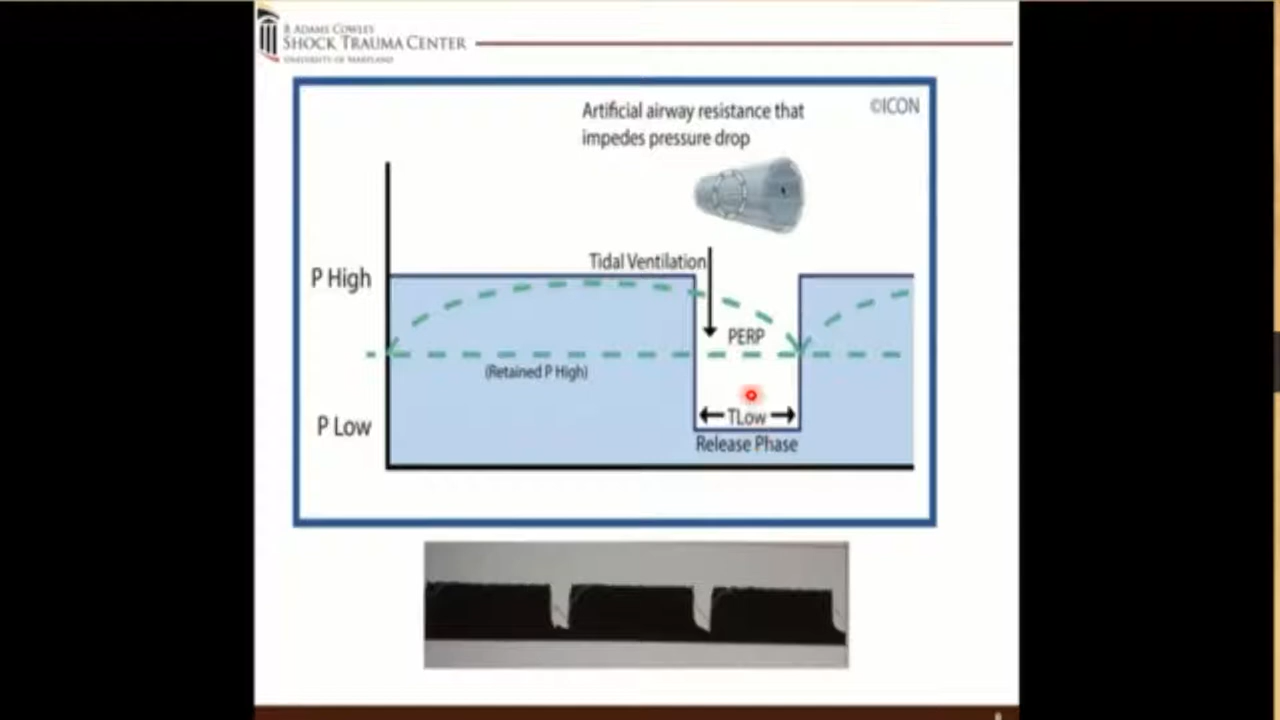 R ADAMS COWLEY
SHOCK TRAUMA CENTER
UNIVERSITY OF MARYLAND
Artificial airway resistance that
impedes pressure drop
©ICON
Tidal Ventilation
P High
PERP
(Retained P High)
TLow
P Low
Release Phase